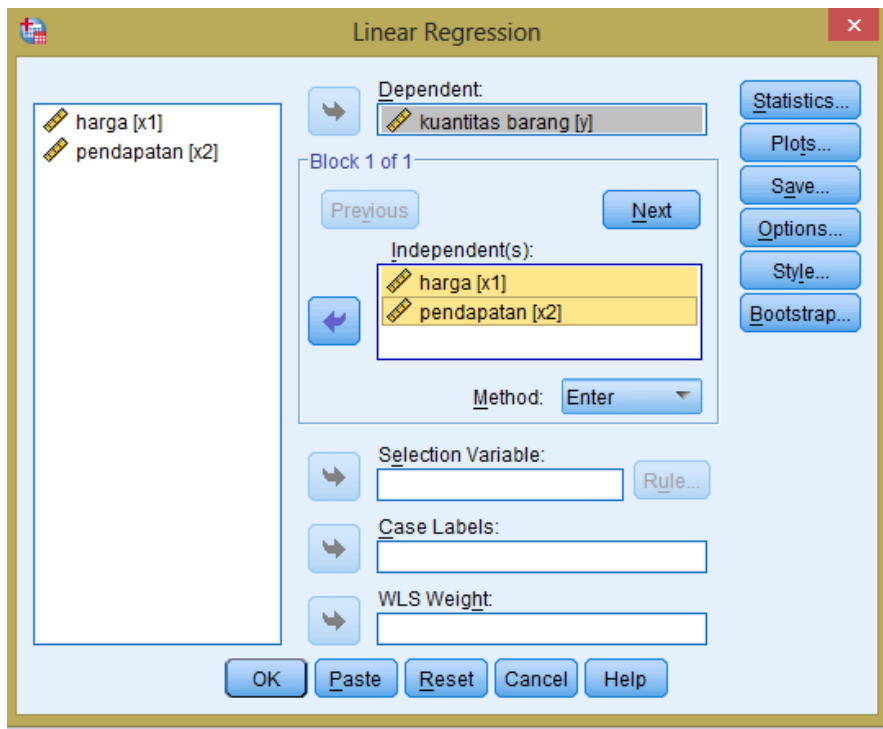 Linear Regression
harga [x1]
pendapatan [x2]
Dependent:
kuantitas barang [y]
Block 1 of 1
Previous
Next
Independent(s):
harga [x1]
pendapatan [x2]
Method: Enter
Selection Variable:
Rule...
Case Labels:
WLS Weight:
Statistics...
Plots...
Save...
Options...
Style...
Bootstrap...
OK Paste Reset Cancel Help